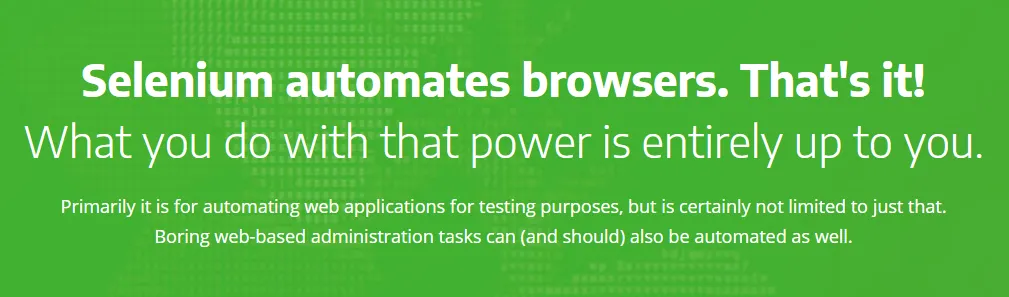 Selenium automates browsers. That's it!
What you do with that power is entirely up to you.
Primarily it is for automating web applications for testing purposes, but is certainly not limited to just that.
Boring web-based administration tasks can (and should) also be automated as well.